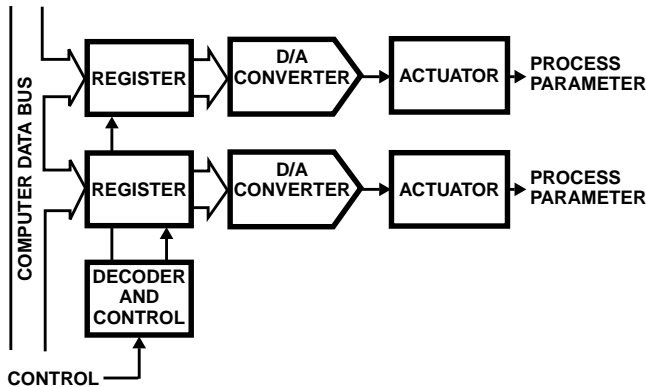 COMPUTER DATA BUS
REGISTER
D/A
CONVERTER
ACTUATOR
PROCESS
PARAMETER
REGISTER
D/A
CONVERTER
ACTUATOR
PROCESS
PARAMETER
DECODER
AND
CONTROL
CONTROL